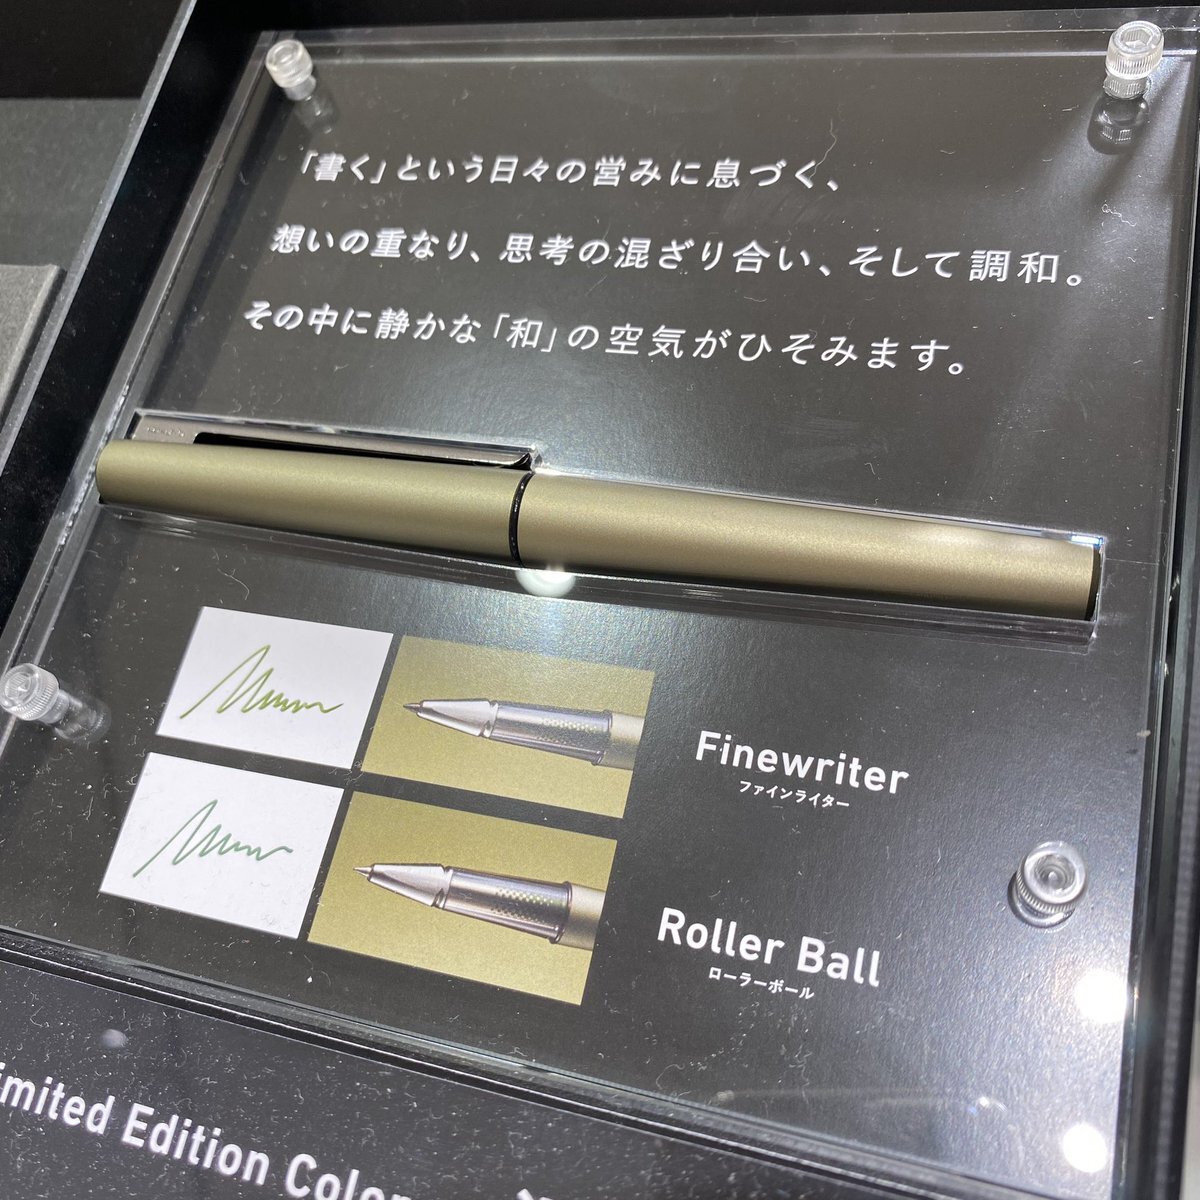 「書く」という日々の営みに息づく、
想いの重なり、思考の混ざり合い、そして調和。
その中に静かな「和」の空気がひそみます。
Finewriter
ファインライター
Roller Ball
ローラーボール
imited Edition Color